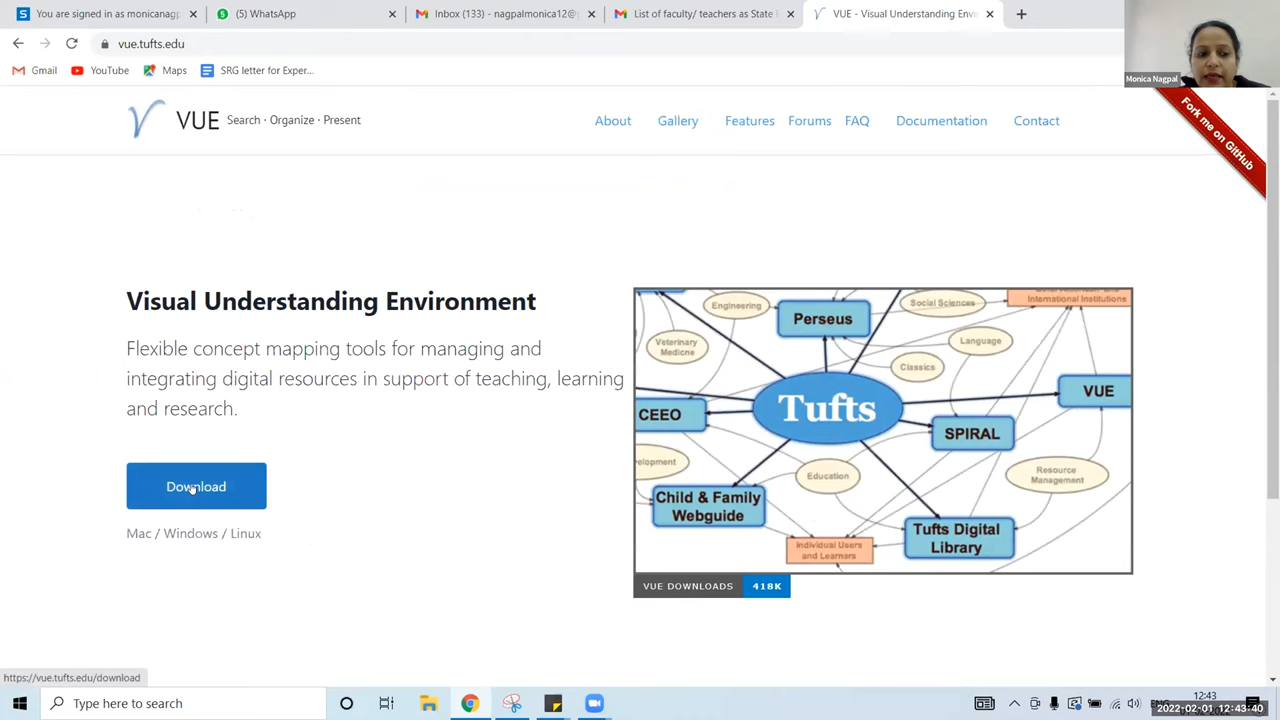 You are signed in as monicanagp
(5) WhatsApp
Inbox (133) - nagpalmonica12@g
List of faculty/ teachers as State
VUE - Visual Understanding Envi
vue.tufts.edu
Gmail
YouTube
Maps
SRG letter for Exper...
Monica Nagpal
VUE
Search · Organize · Present
About
Gallery
Features
Forums
FAQ
Documentation
Contact
Fork me on GitHub
Visual Understanding Environment
Flexible concept mapping tools for managing and
integrating digital resources in support of teaching, learning
and research.
Download
Mac / Windows / Linux
Engineering
Perseus
Social Sciences
International Institutions
Veterinary
Medicine
Language
Classics
CEEO
Tufts
VUE
SPIRAL
Education
Resource
Management
Child & Family
Webguide
Tufts Digital
Library
Individual Users
and Learners
VUE DOWNLOADS 418K
https://vue.tufts.edu/download
Type here to search
ENG
12:43
2022-02-01 12:43:40